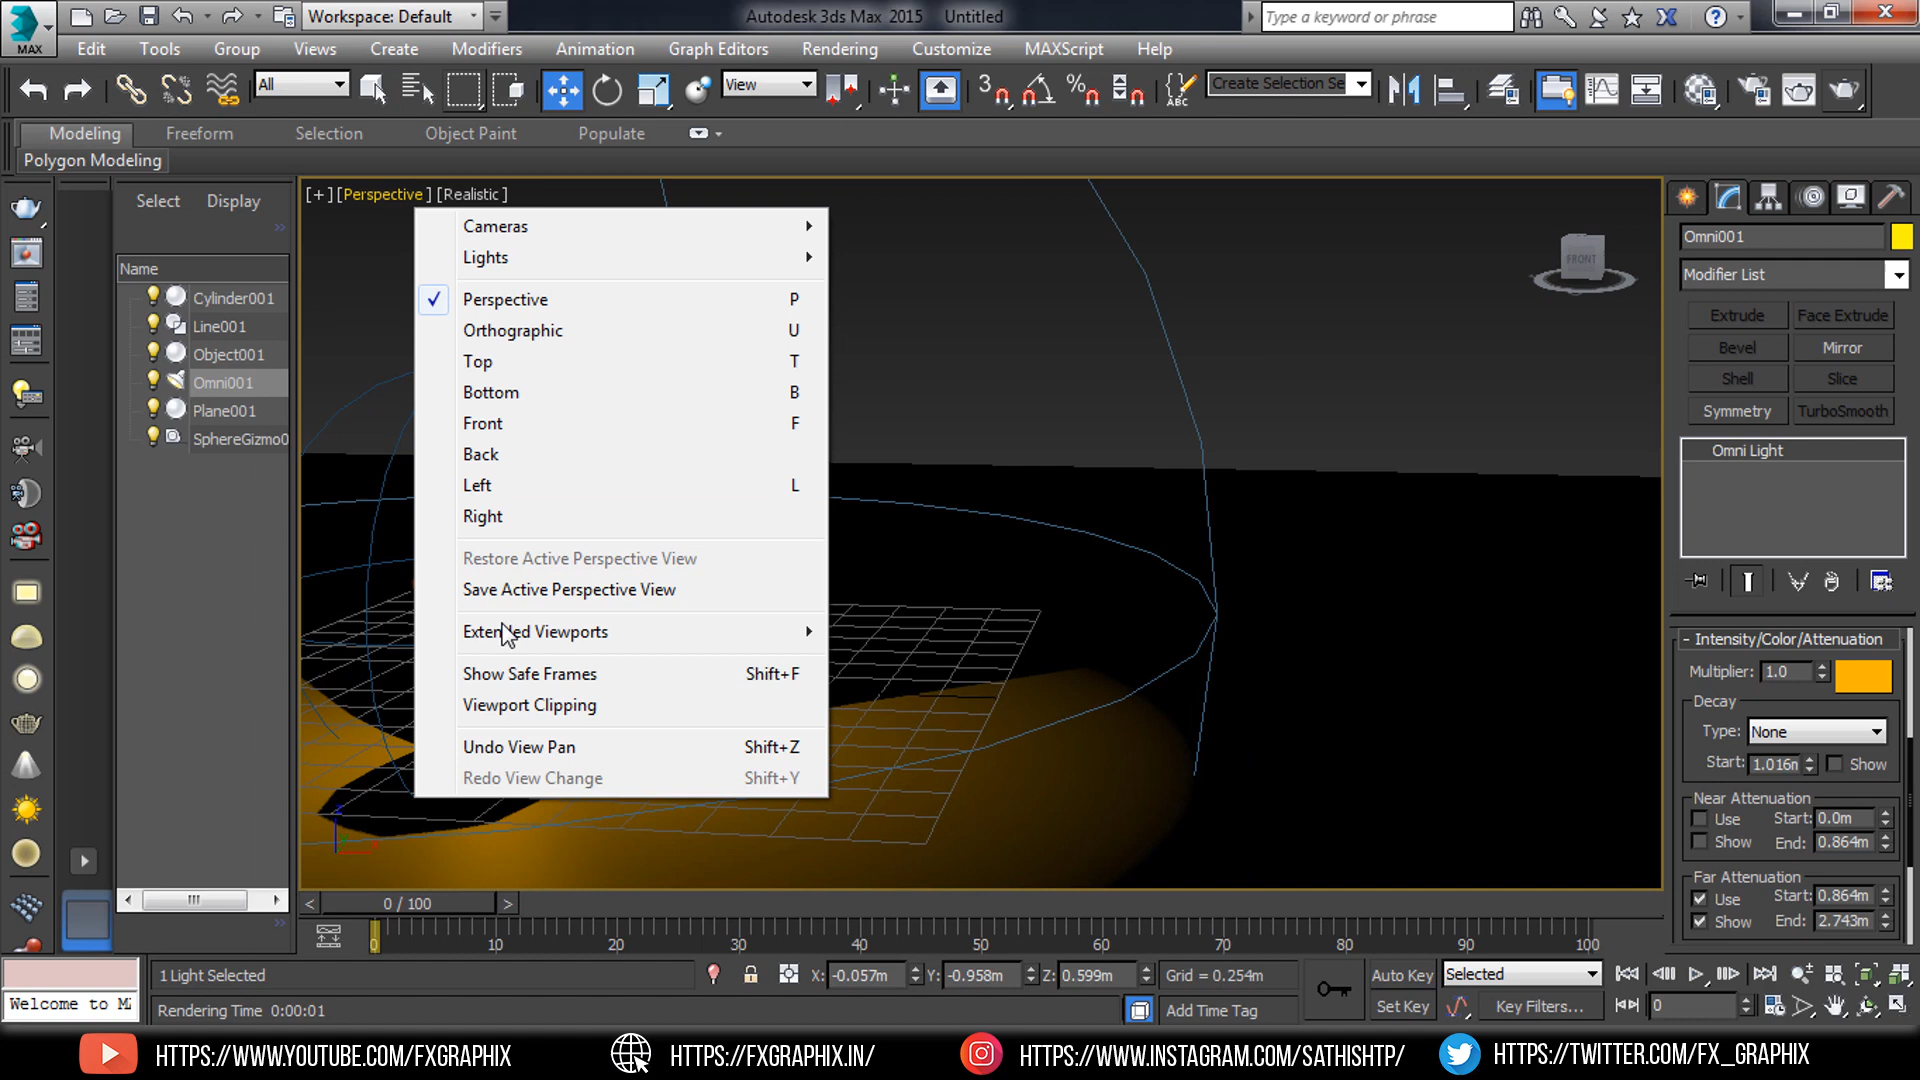 MAX
Workspace: Default
Autodesk 3ds Max 2015 Untitled
Type a keyword or phrase
Edit Tools Group Views Create Modifiers Animation Graph Editors Rendering Customize MAXScript Help
All
View
3
ABC
Create Selection Se
Modeling Freeform Selection Object Paint Populate
Polygon Modeling
Select Display
Name
Cylinder001
Line001
Object001
Omni001
Plane001
SphereGizmo0
[+] [Perspective] [Realistic]
Cameras
Lights
Perspective P
Orthographic U
Top T
Bottom B
Front F
Back
Left L
Right
Restore Active Perspective View
Save Active Perspective View
Extended Viewports
Show Safe Frames Shift+F
Viewport Clipping
Undo View Pan Shift+Z
Redo View Change Shift+Y
FRONT
Omni001
Modifier List
Extrude Face Extrude
Bevel Mirror
Shell Slice
Symmetry TurboSmooth
Omni Light
- Intensity/Color/Attenuation
Multiplier: 1.0
Decay
Type: None
Start: 1.016m Show
Near Attenuation
Use Start: 0.0m
Show End: 0.864m
Far Attenuation
Use Start: 0.864m
Show End: 2.743m
< 0 / 100 >
0 10 20 30 40 50 60 70 80 90 100
1 Light Selected X: -0.057m Y: -0.958m Z: 0.599m Grid = 0.254m Auto Key Selected
Welcome to M
Rendering Time 0:00:01 Add Time Tag Set Key Key Filters... 0
HTTPS://WWW.YOUTUBE.COM/FXGRAPHIX HTTPS://FXGRAPHIX.IN/ HTTPS://WWW.INSTAGRAM.COM/SATHISHTP/ HTTPS://TWITTER.COM/FX_GRAPHIX